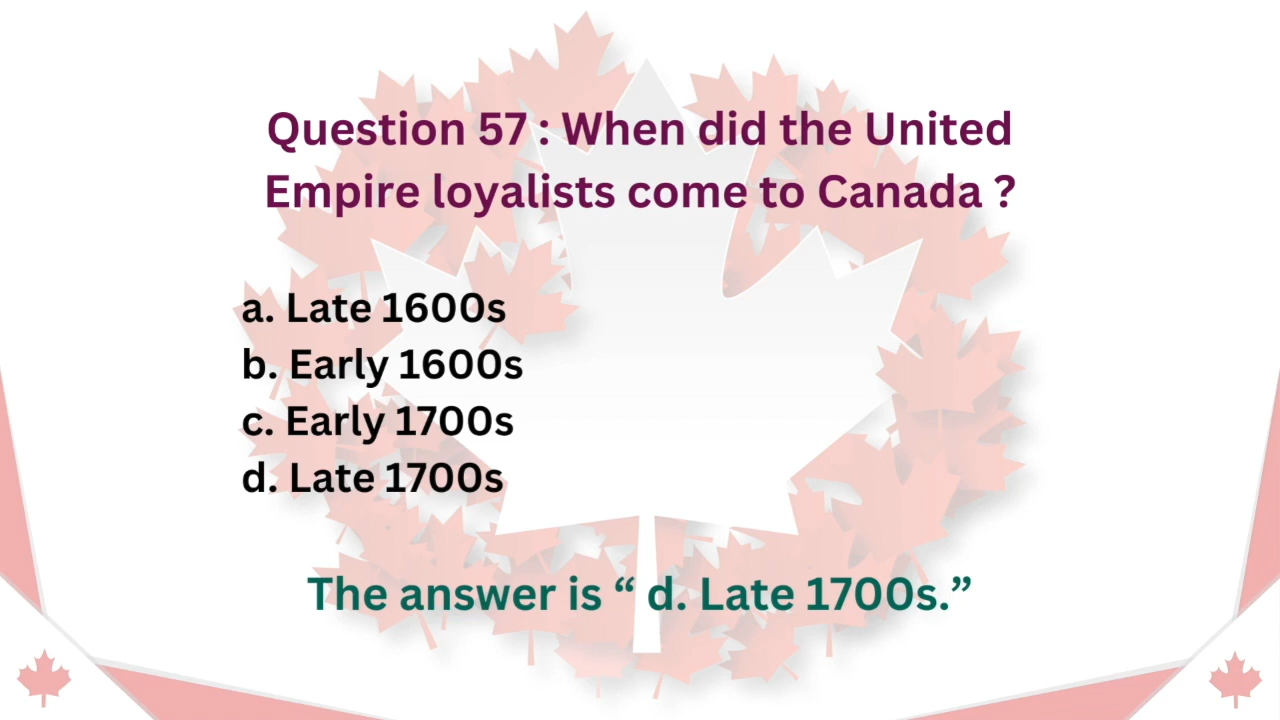 Question 57 : When did the United
Empire loyalists come to Canada ?
a. Late 1600s
b. Early 1600s
c. Early 1700s
d. Late 1700s
The answer is “ d. Late 1700s.”